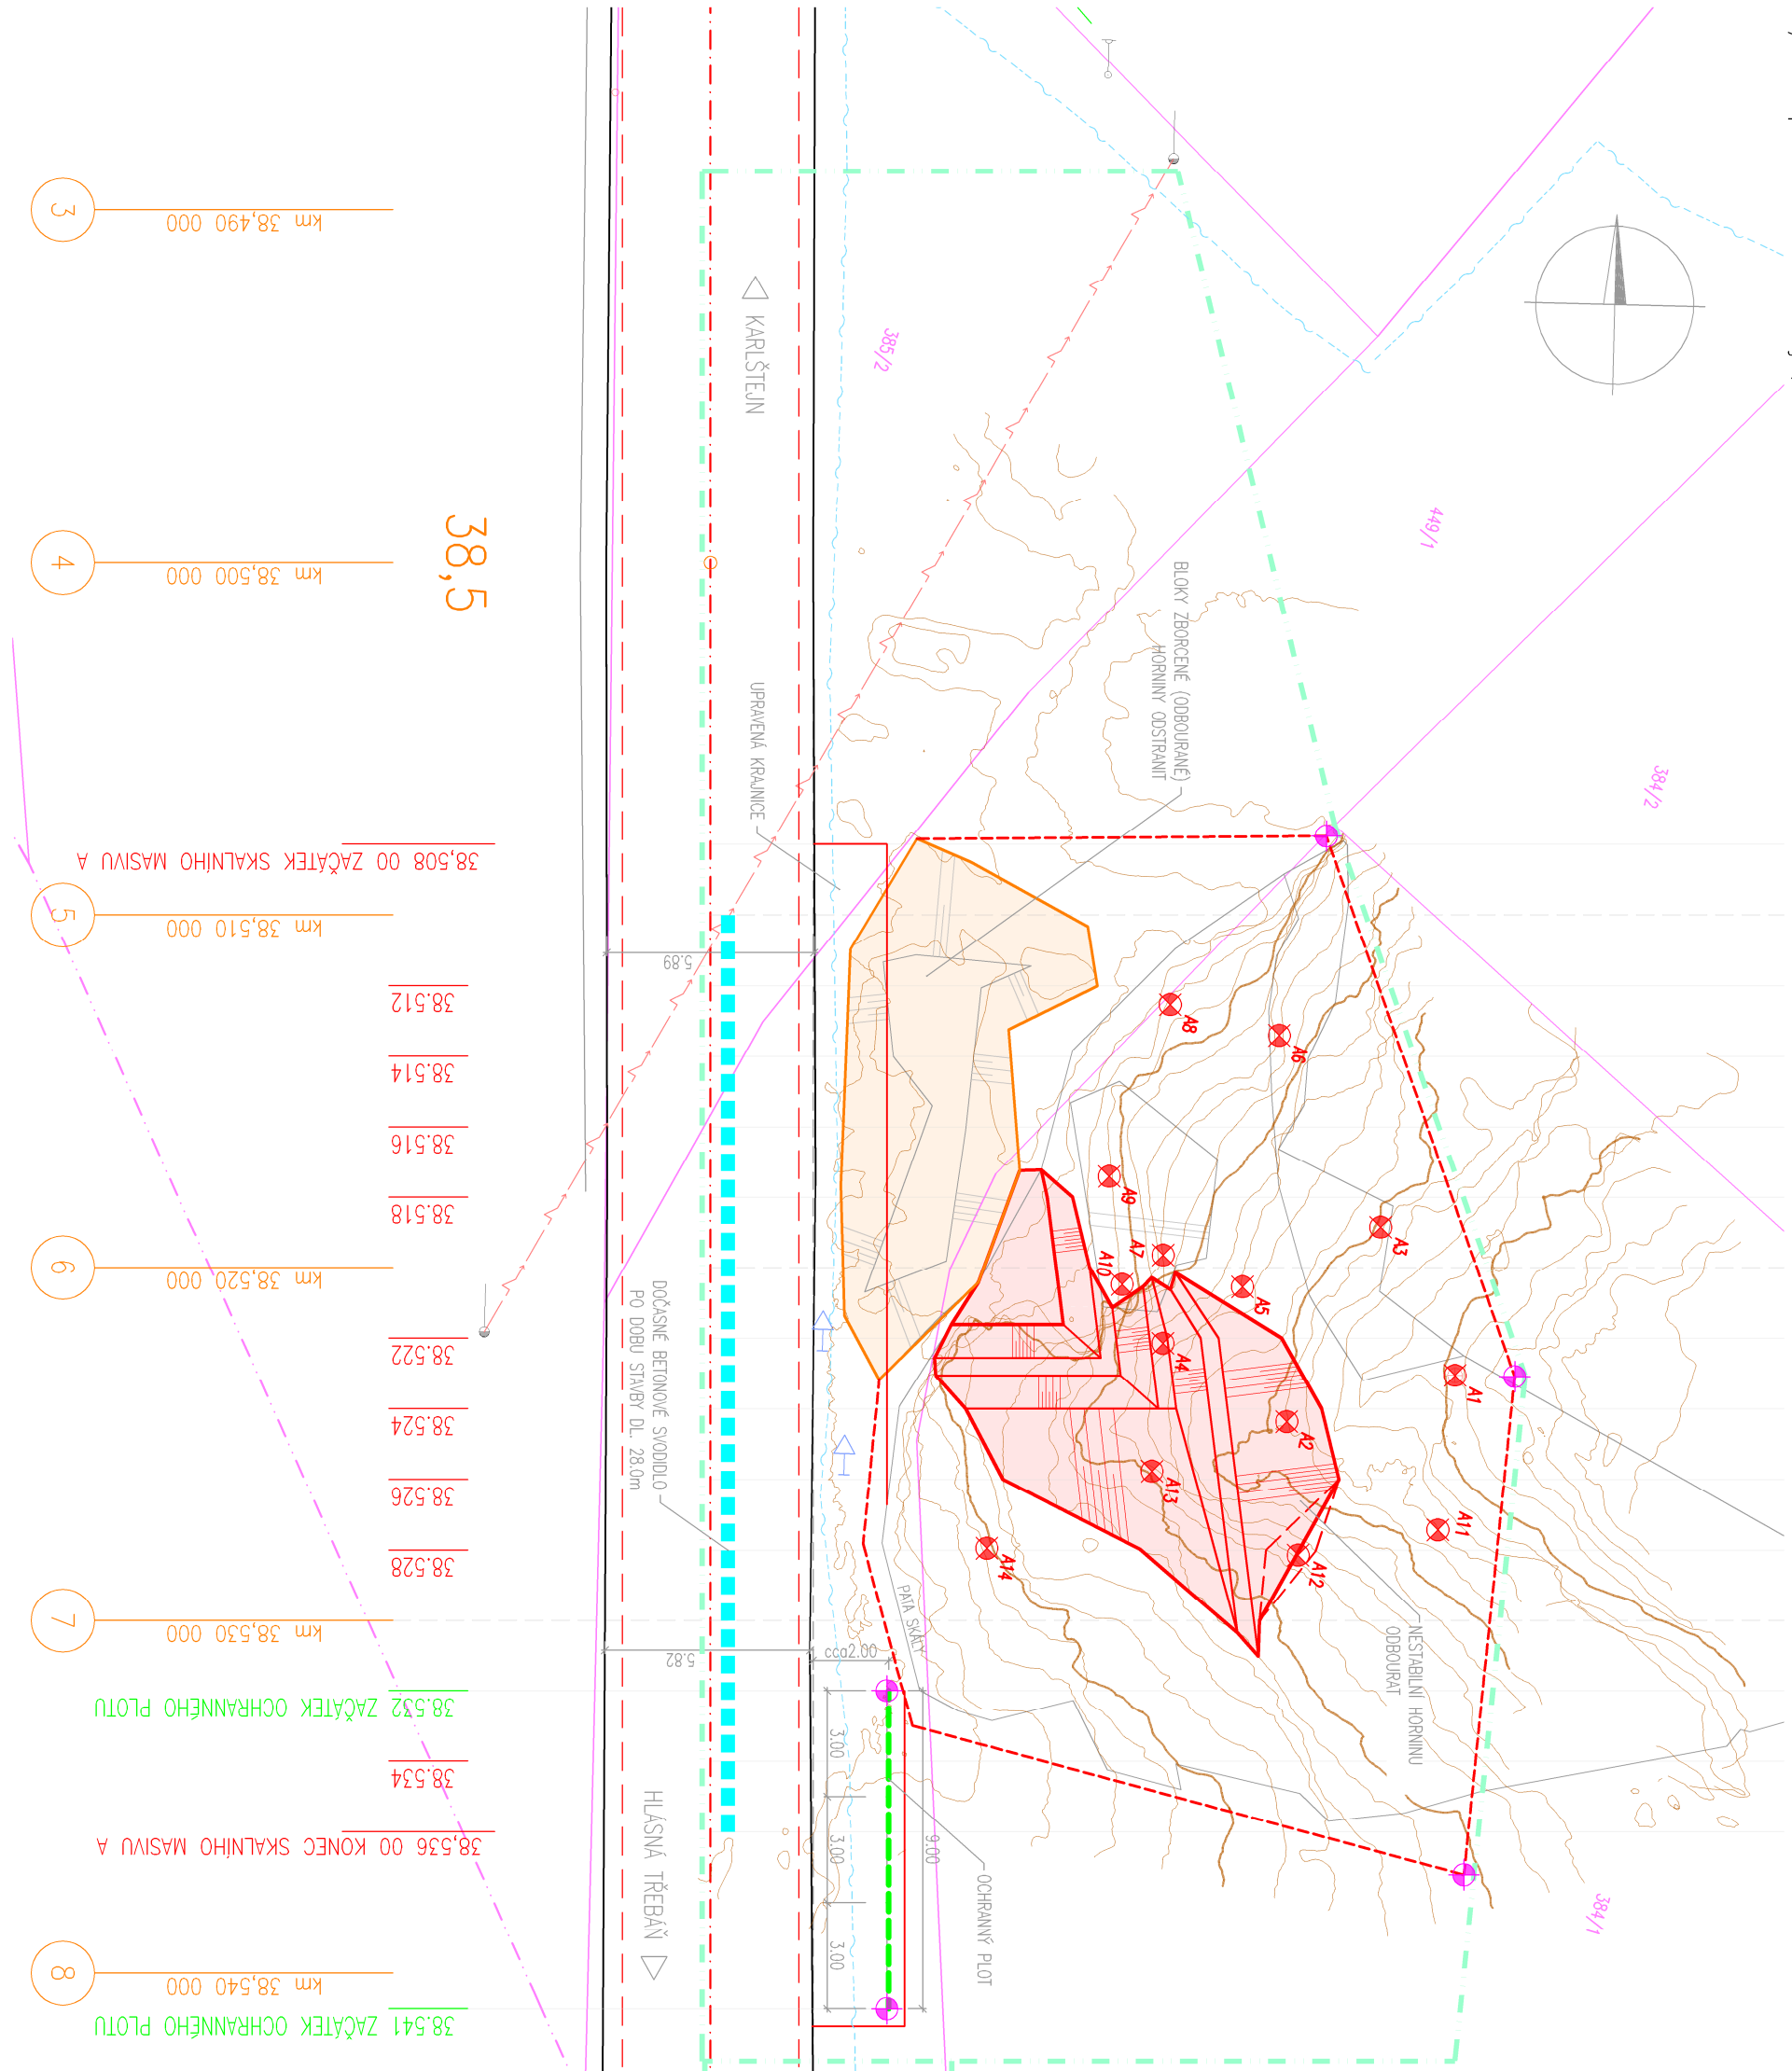 3
km 38,490 000
4
km 38,500 000
38,5
38,508 00 ZAČÁTEK SKALNÍHO MASIVU A
5
km 38,510 000
38.512
38.514
38.516
38.518
6
km 38,520 000
38.522
38.524
38.526
38.528
7
km 38,530 000
38.532 ZAČÁTEK OCHRANNÉHO PLOTU
38.534
38,536 00 KONEC SKALNÍHO MASIVU A
8
km 38,540 000
38.541 ZAČÁTEK OCHRANNÉHO PLOTU
KARLŠTEJN
385/2
449/1
384/2
BLOKY ZBORCENÉ (ODBOURANÉ)
HORNINY ODSTRANIT
UPRAVENÁ KRAJNICE
5.89
A8
A6
A9
A3
A7
A10
A5
A4
A1
A2
A13
A11
A12
A14
DOČASNÉ BETONOVÉ SVODIDLO
PO DOBU STAVBY DL. 28.0m
PATA SKÁLY
NESTABILNÍ HORNINU
ODBOURAT
5.82
cca2.00
3.00
3.00
3.00
9.00
HLÁSNÁ TŘEBÁŇ
OCHRANNÝ PLOT
384/1